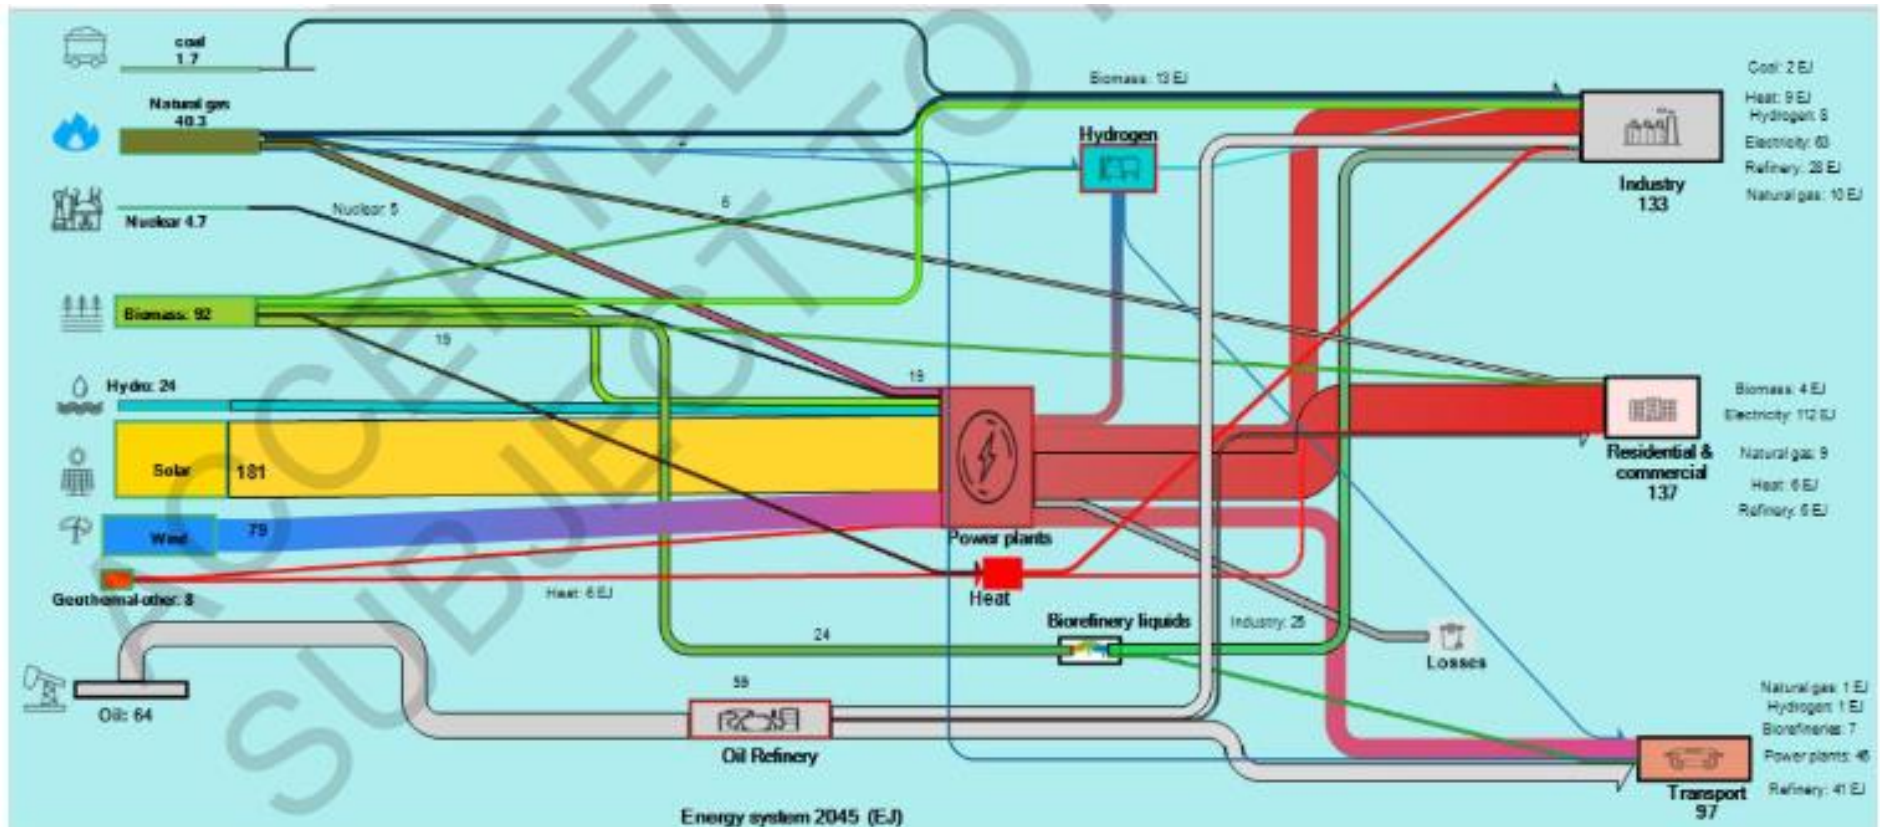 coal
1.7
Natural gas
40.3
Nuclear 4.7
Nuclear: 5
Biomass: 92
15
Hydro: 24
Solar
181
Wind
79
Geothermal-other: 8
Heat: 6 EJ
Oil: 64
ACCEPTED
SUBJECT TO
6
19
24
59
Oil Refinery
Energy system 2045 (EJ)
Biomass: 13 EJ
Hydrogen
Power plants
Heat
Biorefinery liquids
Industry: 25
Losses
Industry
133
Coal: 2 EJ
Heat: 9 EJ
Hydrogen: 8
Electricity: 63
Refinery: 28 EJ
Natural gas: 10 EJ
Residential &
commercial
137
Biomass: 4 EJ
Electricity: 112 EJ
Natural gas: 9
Heat: 6 EJ
Refinery: 6 EJ
Transport
97
Natural gas: 1 EJ
Hydrogen: 1 EJ
Biorefineries: 7
Power plants: 46
Refinery: 41 EJ